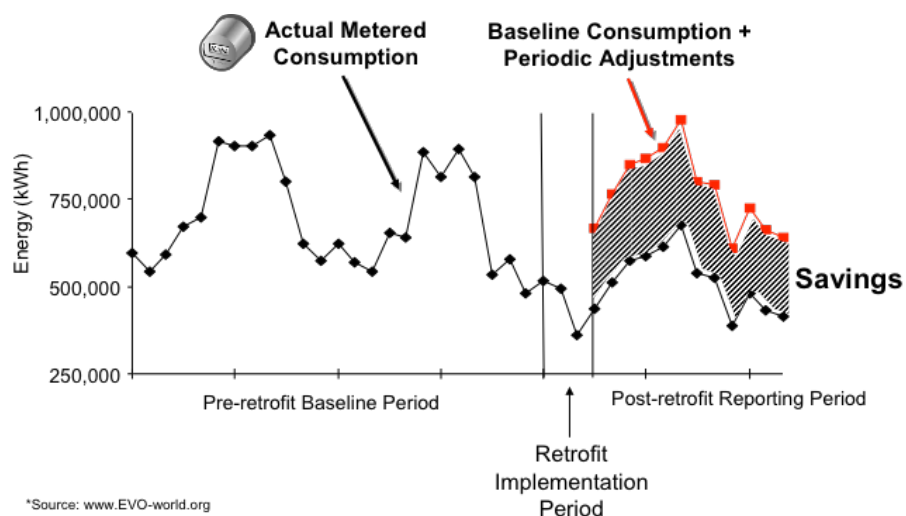 Actual Metered
Consumption
Baseline Consumption +
Periodic Adjustments
1,000,000
750,000
500,000
250,000
Energy (kWh)
Savings
Pre-retrofit Baseline Period
Post-retrofit Reporting Period
Retrofit
Implementation
Period
*Source: www.EVO-world.org